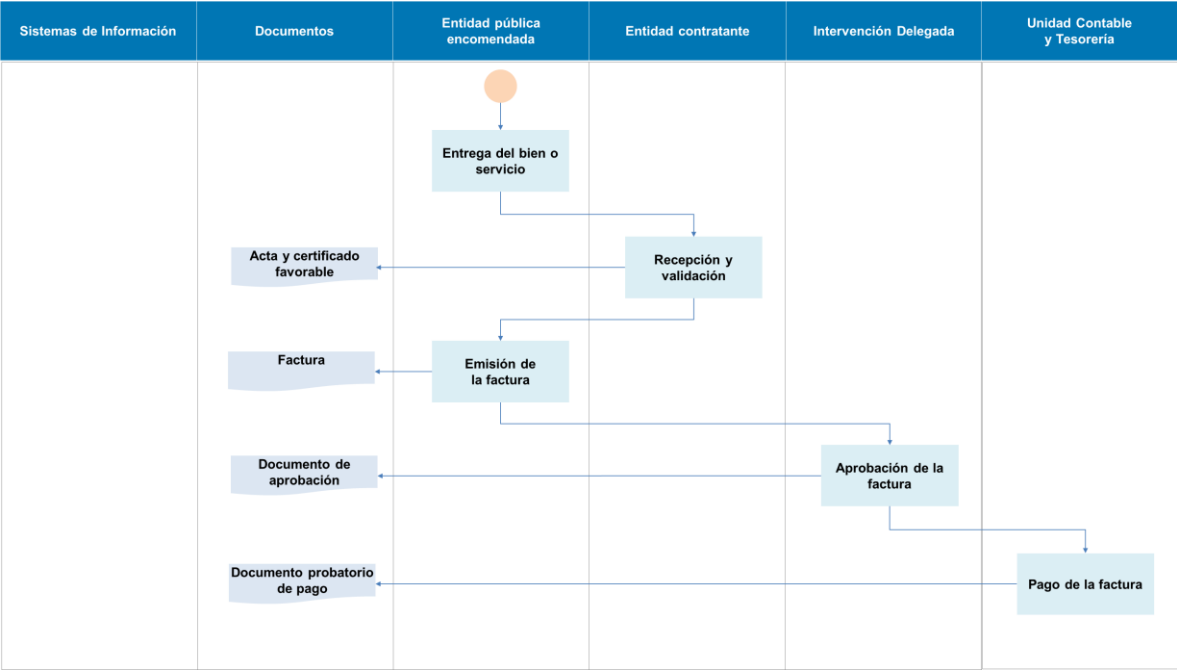 Sistemas de Información
Documentos
Entidad pública
encomendada
Entidad contratante
Intervención Delegada
Unidad Contable
y Tesorería
Entrega del bien o
servicio
Acta y certificado
favorable
Recepción y
validación
Factura
Emisión de
la factura
Documento de
aprobación
Aprobación de la
factura
Documento probatorio
de pago
Pago de la factura